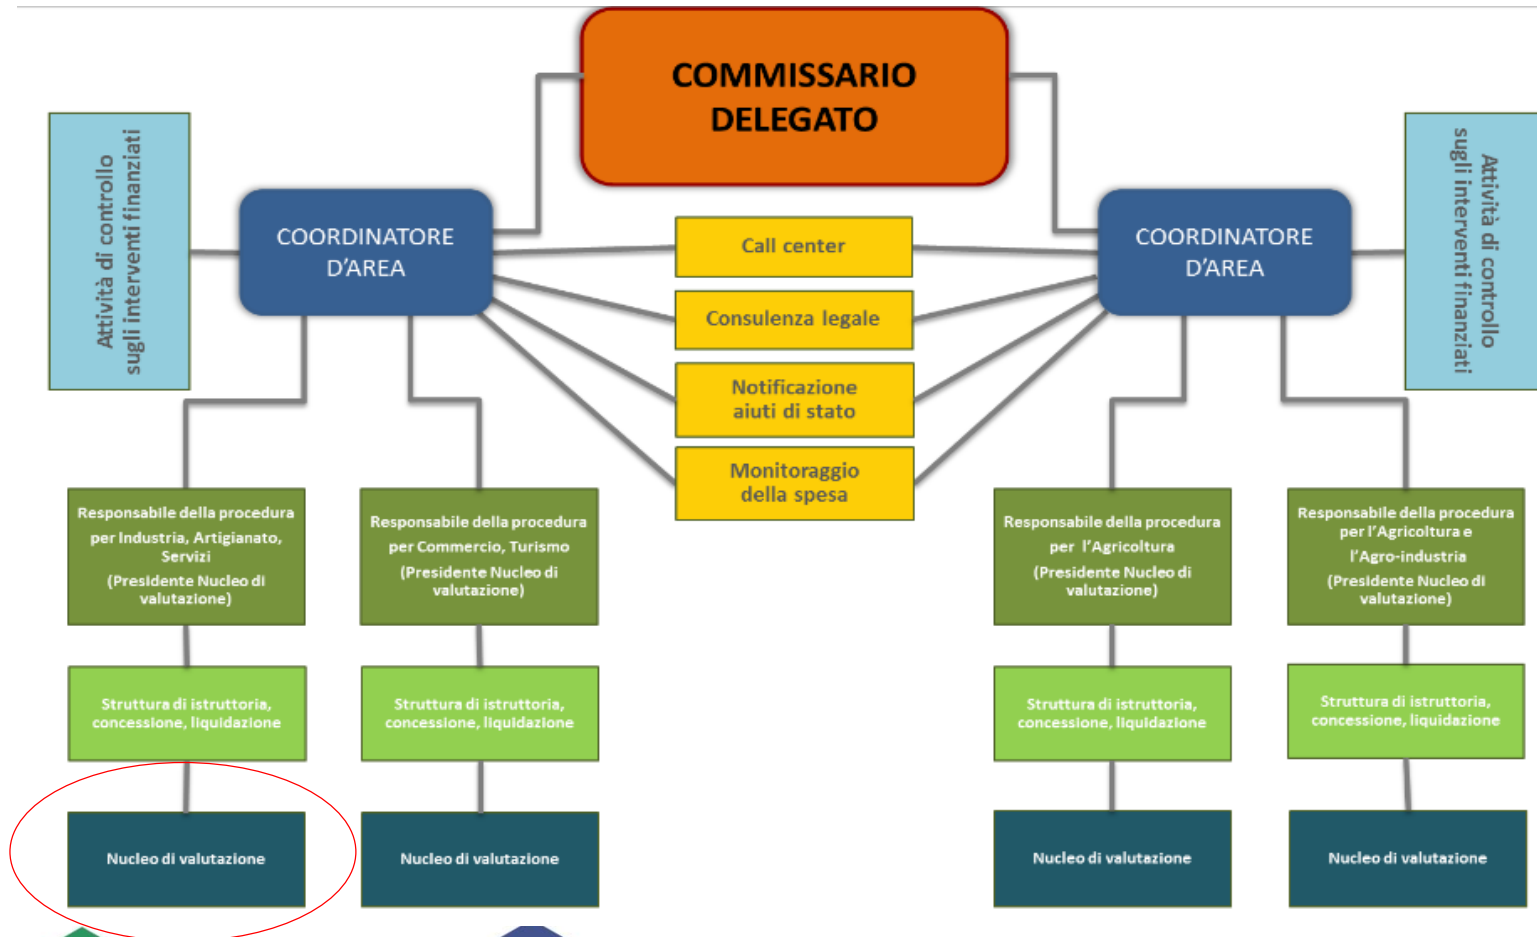 COMMISSARIO
DELEGATO
Attività di controllo
sugli interventi finanziati
COORDINATORE
D'AREA
Call center
Consulenza legale
Notificazione
aiuti di stato
Monitoraggio
della spesa
COORDINATORE
D'AREA
Attività di controllo
sugli interventi finanziati
Responsabile della procedura
per Industria, Artigianato,
Servizi
(Presidente Nucleo di
valutazione)
Responsabile della procedura
per Commercio, Turismo
(Presidente Nucleo di
valutazione)
Responsabile della procedura
per l'Agricoltura
(Presidente Nucleo di
valutazione)
Responsabile della procedura
per l'Agricoltura e
l'Agro-industria
(Presidente Nucleo di
valutazione)
Struttura di istruttoria,
concessione, liquidazione
Struttura di istruttoria,
concessione, liquidazione
Struttura di istruttoria,
concessione, liquidazione
Struttura di istruttoria,
concessione, liquidazione
Nucleo di valutazione
Nucleo di valutazione
Nucleo di valutazione
Nucleo di valutazione